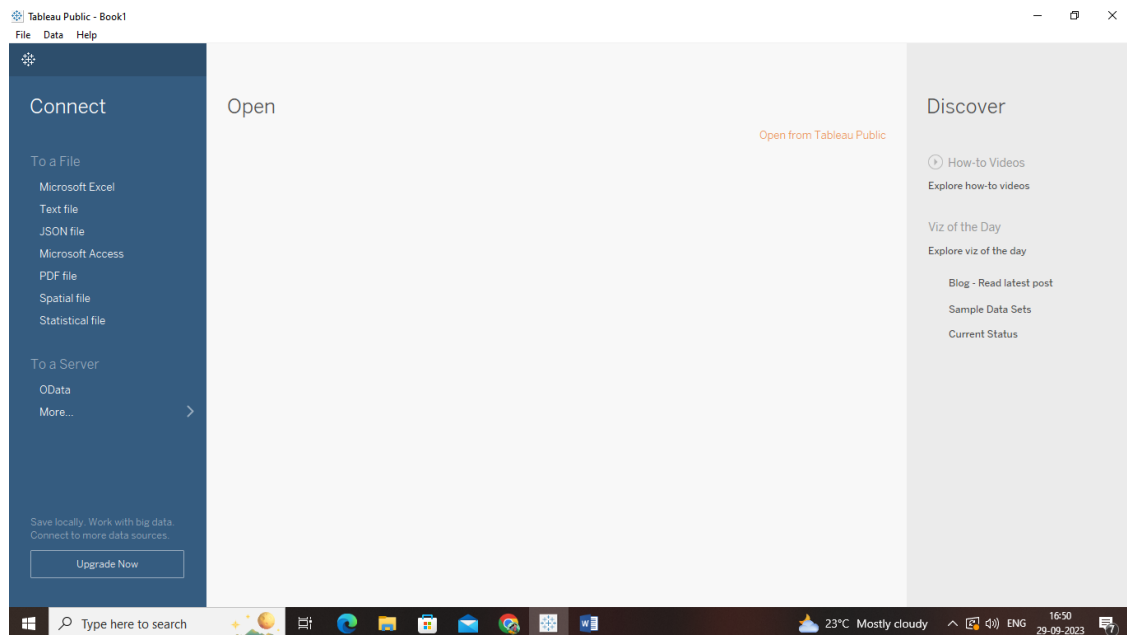 Tableau Public - Book1
File Data Help
Connect
To a File
Microsoft Excel
Text file
JSON file
Microsoft Access
PDF file
Spatial file
Statistical file
To a Server
OData
More...
Save locally. Work with big data.
Connect to more data sources.
Upgrade Now
Open
Open from Tableau Public
Discover
How-to Videos
Explore how-to videos
Viz of the Day
Explore viz of the day
Blog - Read latest post
Sample Data Sets
Current Status
Type here to search
23°C Mostly cloudy
ENG
16:50
29-09-2023
7